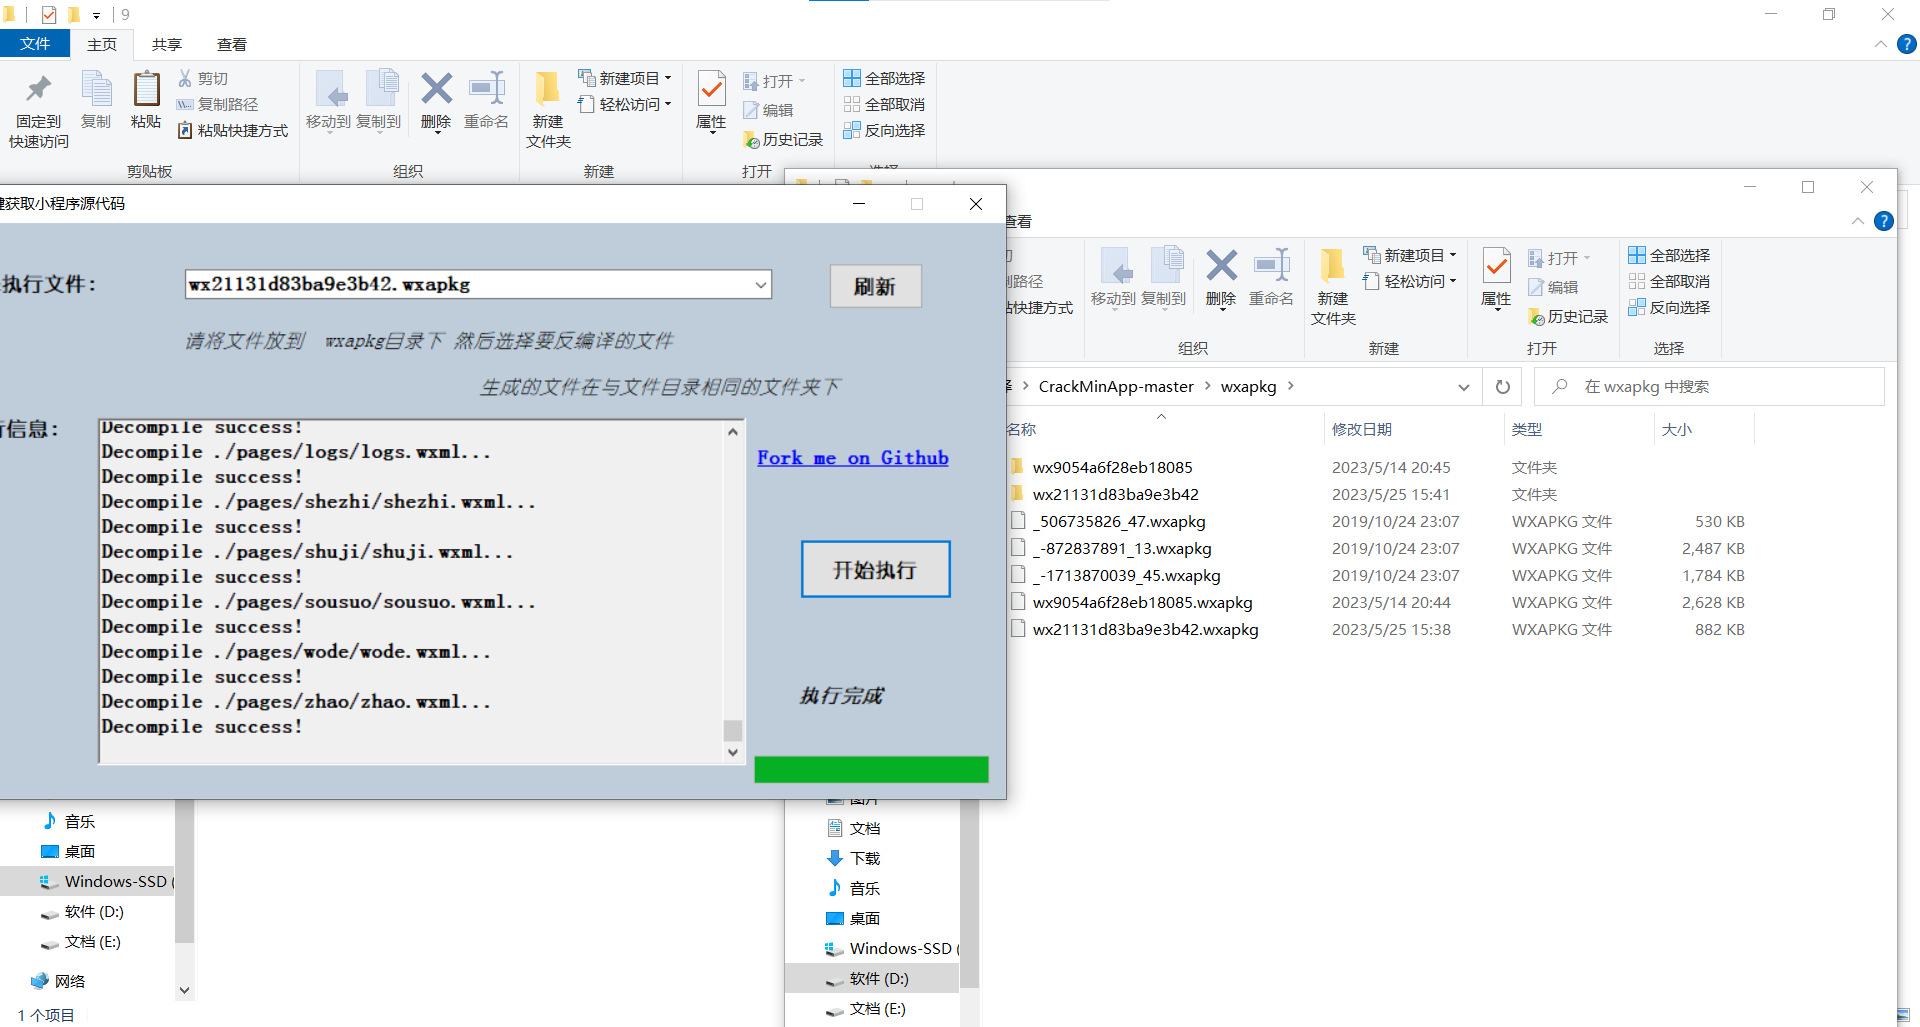 9
文件 主页 共享 查看
固定到快速访问
复制
粘贴
剪切
复制路径
粘贴快捷方式
剪贴板
移动到 复制到 删除 重命名
组织
新建文件夹
新建项目
轻松访问
新建
属性
打开
编辑
历史记录
打开
全部选择
全部取消
反向选择
获取小程序源代码
执行文件:
wx21131d83ba9e3b42.wxapkg
刷新
请将文件放到 wxapkg目录下 然后选择要反编译的文件
生成的文件在与文件目录相同的文件夹下
信息:
Decompile success!
Decompile ./pages/logs/logs.wxml...
Decompile success!
Decompile ./pages/shezhi/shezhi.wxml...
Decompile success!
Decompile ./pages/shuji/shuji.wxml...
Decompile success!
Decompile ./pages/sousuo/sousuo.wxml...
Decompile success!
Decompile ./pages/wode/wode.wxml...
Decompile success!
Decompile ./pages/zhao/zhao.wxml...
Decompile success!
Fork me on Github
开始执行
执行完成
查看
路径
快捷方式
移动到 复制到 删除 重命名
组织
新建文件夹
新建项目
轻松访问
新建
属性
打开
编辑
历史记录
打开
全部选择
全部取消
反向选择
选择
CrackMinApp-master › wxapkg ›
在 wxapkg 中搜索
名称 修改日期 类型 大小
wx9054a6f28eb18085 2023/5/14 20:45 文件夹
wx21131d83ba9e3b42 2023/5/25 15:41 文件夹
_506735826_47.wxapkg 2019/10/24 23:07 WXAPKG 文件 530 KB
_-872837891_13.wxapkg 2019/10/24 23:07 WXAPKG 文件 2,487 KB
_-1713870039_45.wxapkg 2019/10/24 23:07 WXAPKG 文件 1,784 KB
wx9054a6f28eb18085.wxapkg 2023/5/14 20:44 WXAPKG 文件 2,628 KB
wx21131d83ba9e3b42.wxapkg 2023/5/25 15:38 WXAPKG 文件 882 KB
音乐
桌面
Windows-SSD (
软件 (D:)
文档 (E:)
网络
1 个项目
图片
文档
下载
音乐
桌面
Windows-SSD (
软件 (D:)
文档 (E:)